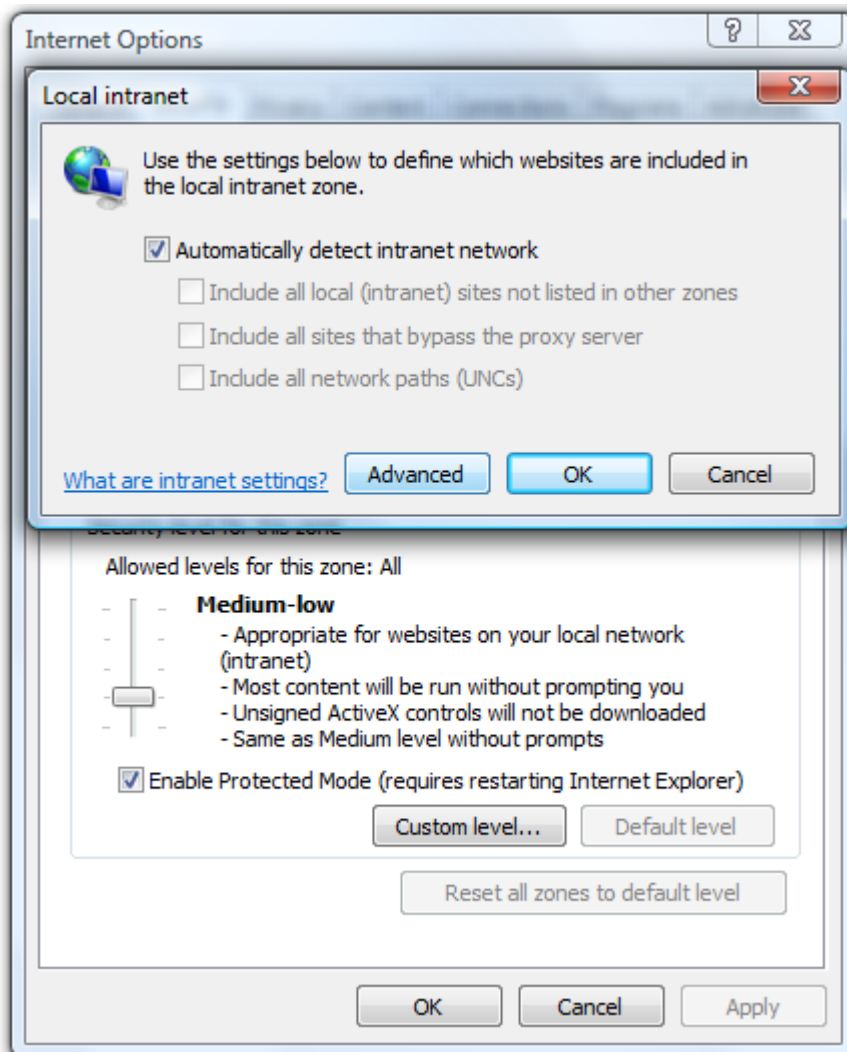 Internet Options
Local intranet
Use the settings below to define which websites are included in
the local intranet zone.
Automatically detect intranet network
Include all local (intranet) sites not listed in other zones
Include all sites that bypass the proxy server
Include all network paths (UNCs)
What are intranet settings?
Advanced
OK
Cancel
Security level for this zone
Allowed levels for this zone: All
Medium-low
- Appropriate for websites on your local network
(intranet)
- Most content will be run without prompting you
- Unsigned ActiveX controls will not be downloaded
- Same as Medium level without prompts
Enable Protected Mode (requires restarting Internet Explorer)
Custom level...
Default level
Reset all zones to default level
OK
Cancel
Apply